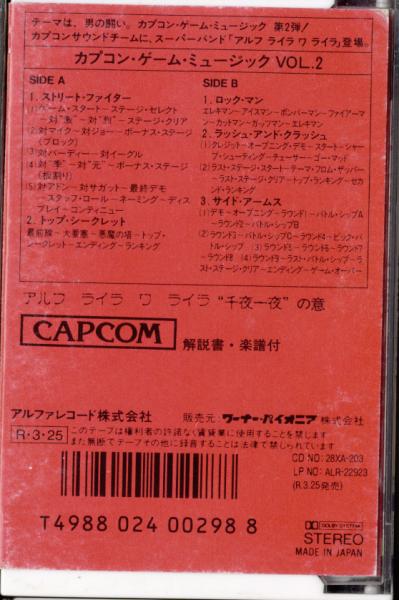 テーマは、男の闘い。カプコン・ゲーム・ミュージック 第2弾!
カプコンサウンドチームに、スーパーバンド「アルフ ライラ ワ ライラ」登場。
カプコン・ゲーム・ミュージック VOL.2
SIDE A
1. ストリート・ファイター
(1)ゲーム・スタート〜ステージ・セレクト
〜対“激”〜対“判”〜ステージ・クリア
(2)対マイク〜対ジョー〜ボーナス・ステージ
(ブロック)
(3)対バーディー〜対イーグル
(4)対“李”〜対“元”〜ボーナス・ステージ
(板割り)
(5)対アドン〜対サガット〜最終デモ
〜スタッフ・ロール〜ネーミング〜ディス
プレイ〜コンティニュー
2. トップ・シークレット
最前線〜大要塞〜悪魔の塔〜トップ・
シークレット〜エンディング〜ランキング
SIDE B
1. ロック・マン
エレキマン〜アイスマン〜ボンバーマン〜ファイアーマ
ン〜カットマン〜ガッツマン〜エレキマン
2. ラッシュ・アンド・クラッシュ
(1)クレジット〜オープニング・デモ〜スタート〜シャー
プ・シューティング〜チェーサー〜ゴー・マッド
(2)ラスト・ステージ・スタート〜テーマ・フロム・ザッパー
〜ラスト・ステージ・クリアー〜トップ・ランキング〜セカ
ンド・ランキング
3. サイド・アームス
(1)デモ〜オープニング〜ラウンド1〜バトル・シップA
〜ラウンド2〜バトル・シップB
(2)ラウンド3〜バトル・シップC〜ラウンド4〜ビック・バ
トル・シップ (3)ラウンド5〜ラウンド6〜ラウンド7
〜ラウンド8 (4)ラウンド9〜ラスト・バトル・シップ〜ラ
スト・ステージ・クリアー〜エンディング〜ゲーム・オーバー
アルフ ライラ ワ ライラ “千夜一夜” の意
CAPCOM
解説書・楽譜付
アルファレコード株式会社
販売元:ワーナー・パイオニア株式会社
R・3・25
このテープは権利者の許諾なく賃貸業に使用することを禁じます
また無断でテープその他に録音することは法律で禁じられています。
CD NO: 28XA-203
LP NO: ALR-22923
(R.3.25発売)
T4988 024 00298 8
DOLBY SYSTEM
STEREO
MADE IN JAPAN